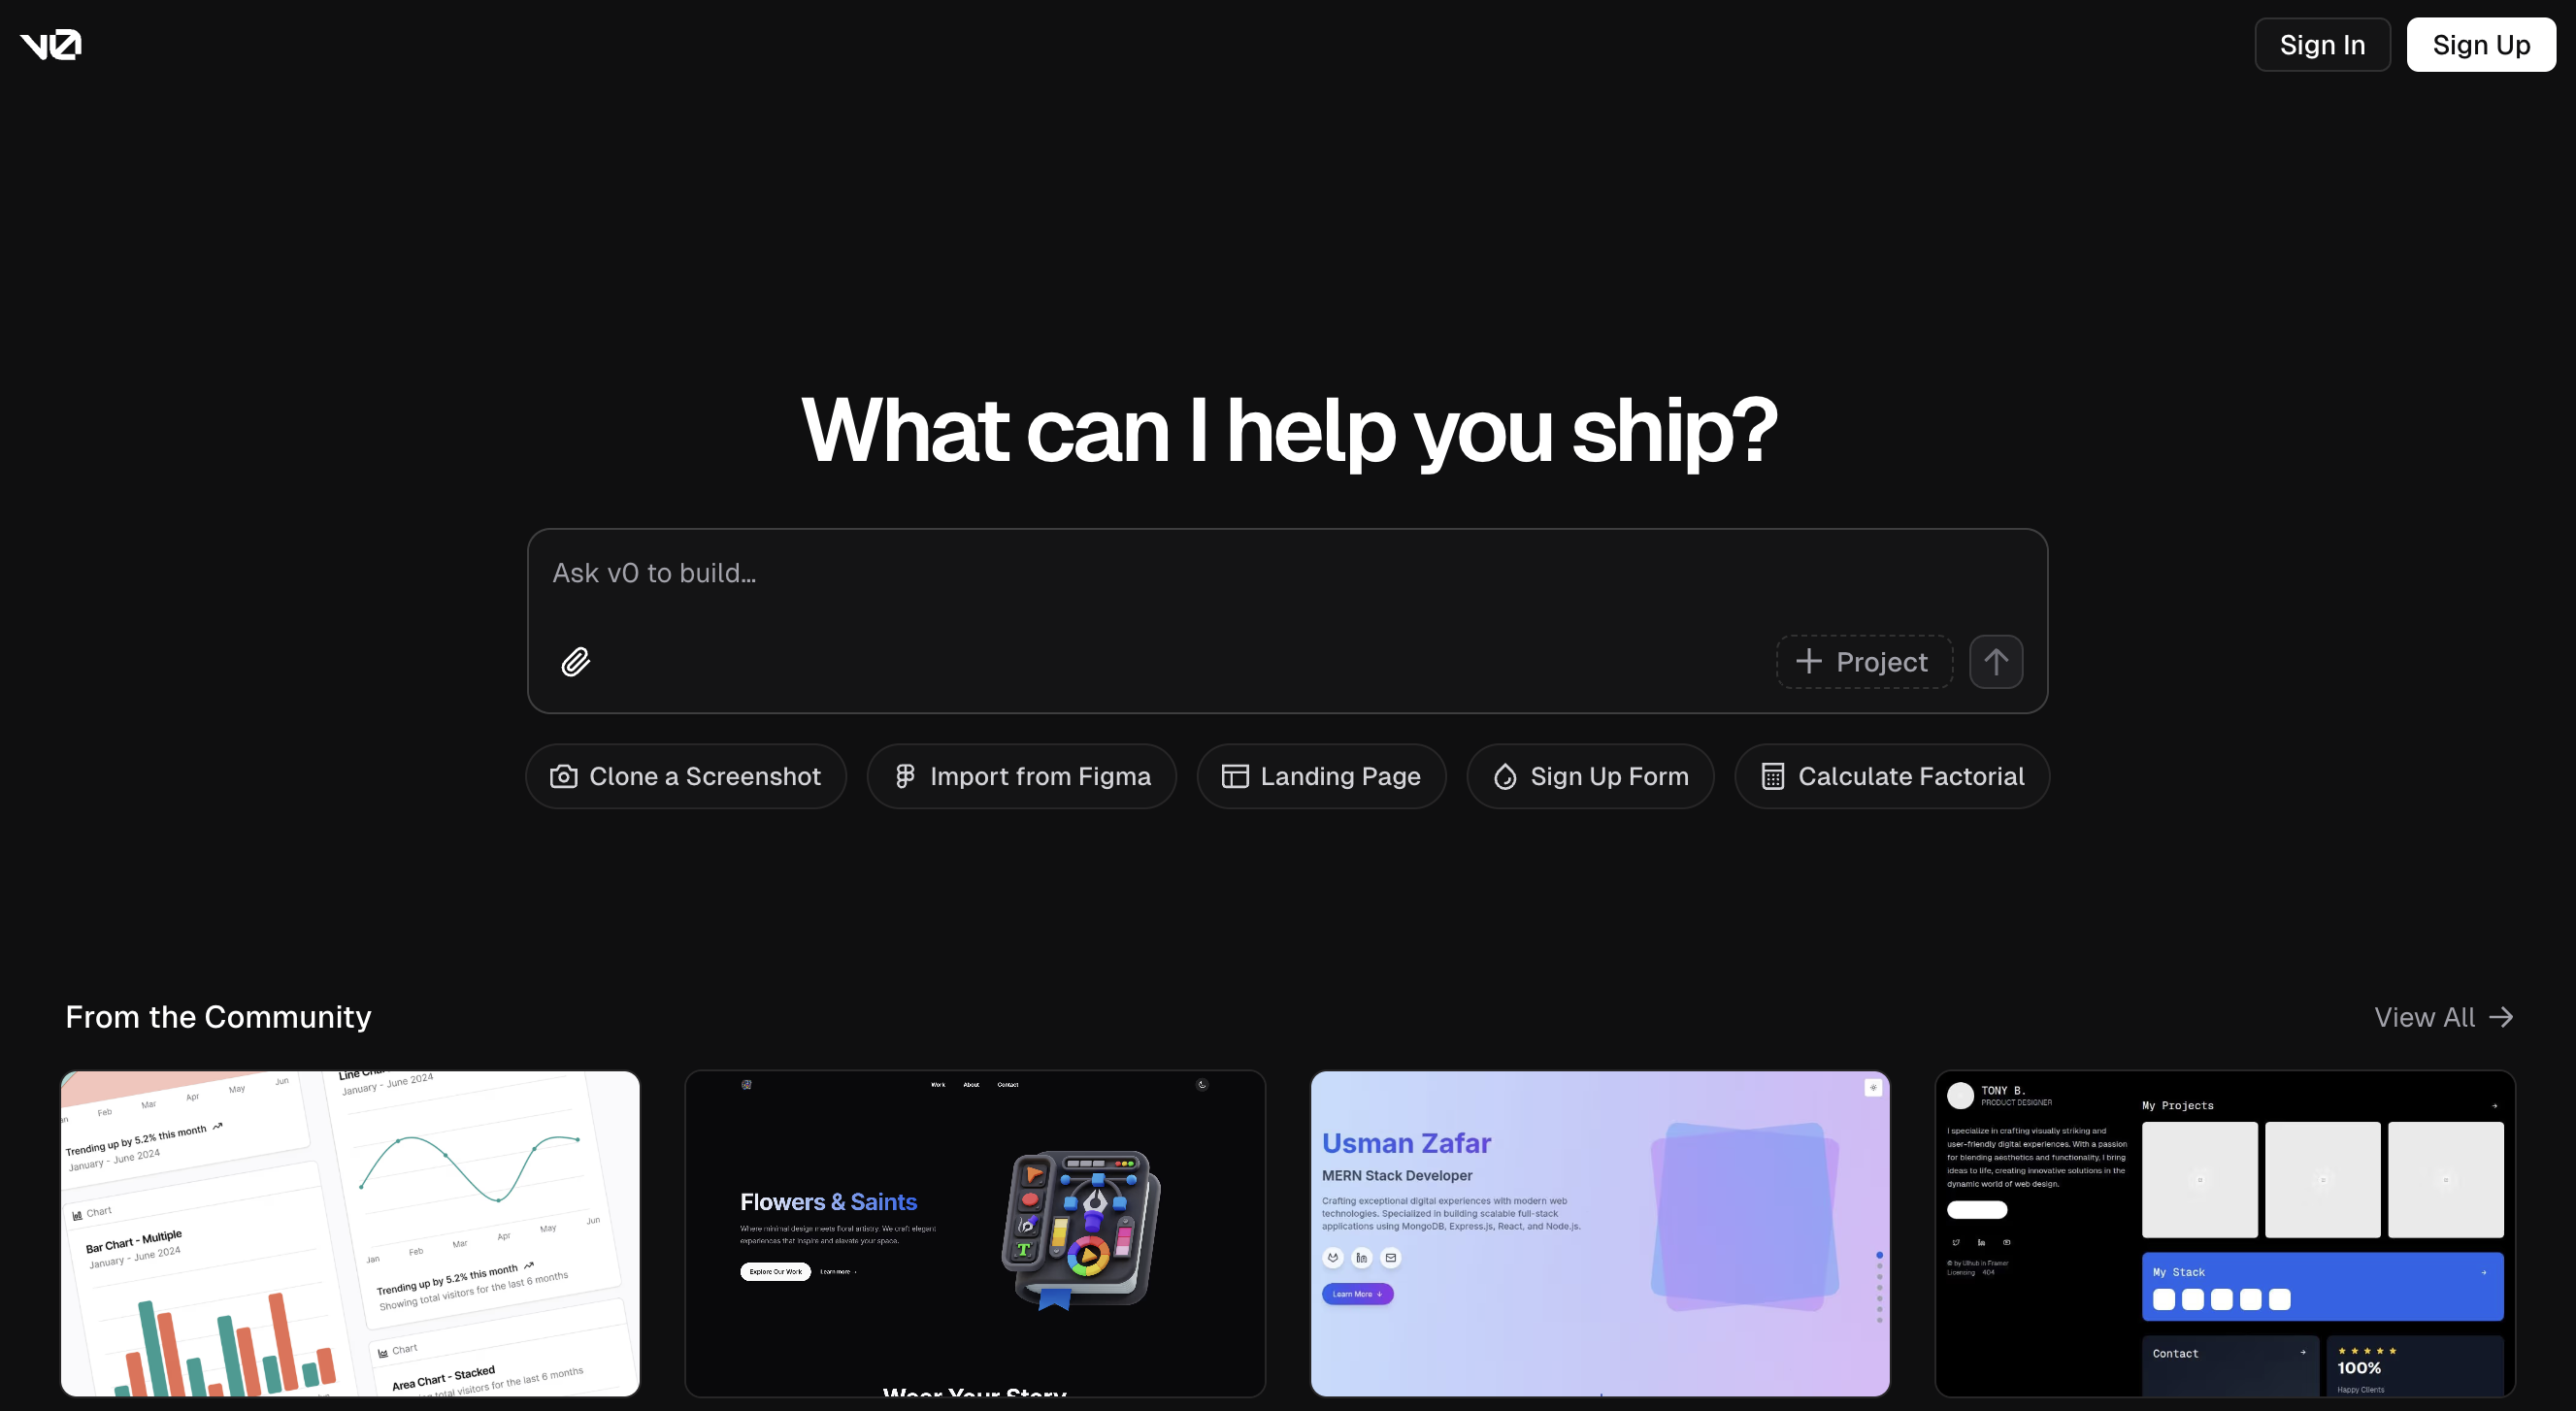 v0
Sign In
Sign Up
What can I help you ship?
Ask v0 to build...
Project
Clone a Screenshot
Import from Figma
Landing Page
Sign Up Form
Calculate Factorial
From the Community
View All
Feb Mar Apr May Jun
Trending up by 5.2% this month
January - June 2024
Chart
Bar Chart - Multiple
January - June 2024
Line
January - June 2024
Jan Feb Mar Apr May Jun
Trending up by 5.2% this month
Showing total visitors for the last 6 months
Chart
Area Chart - Stacked
total visitors for the last 6 months
Work
About
Contact
Flowers & Saints
Where minimal design meets floral artistry. We craft elegant
experiences that inspire and elevate your space.
Explore Our Work
Learn more
T
Wear Your Story
Usman Zafar
MERN Stack Developer
Crafting exceptional digital experiences with modern web
technologies. Specialized in building scalable full-stack
applications using MongoDB, Express.js, React, and Node.js.
in
Learn More
TONY B.
PRODUCT DESIGNER
I specialize in crafting visually striking and
user-friendly digital experiences. With a passion
for blending aesthetics and functionality, I bring
ideas to life, creating innovative solutions in the
dynamic world of web design.
in
© by UIhub in Framer
Licensing 404
My Projects
My Stack
Contact
100%
Happy Clients